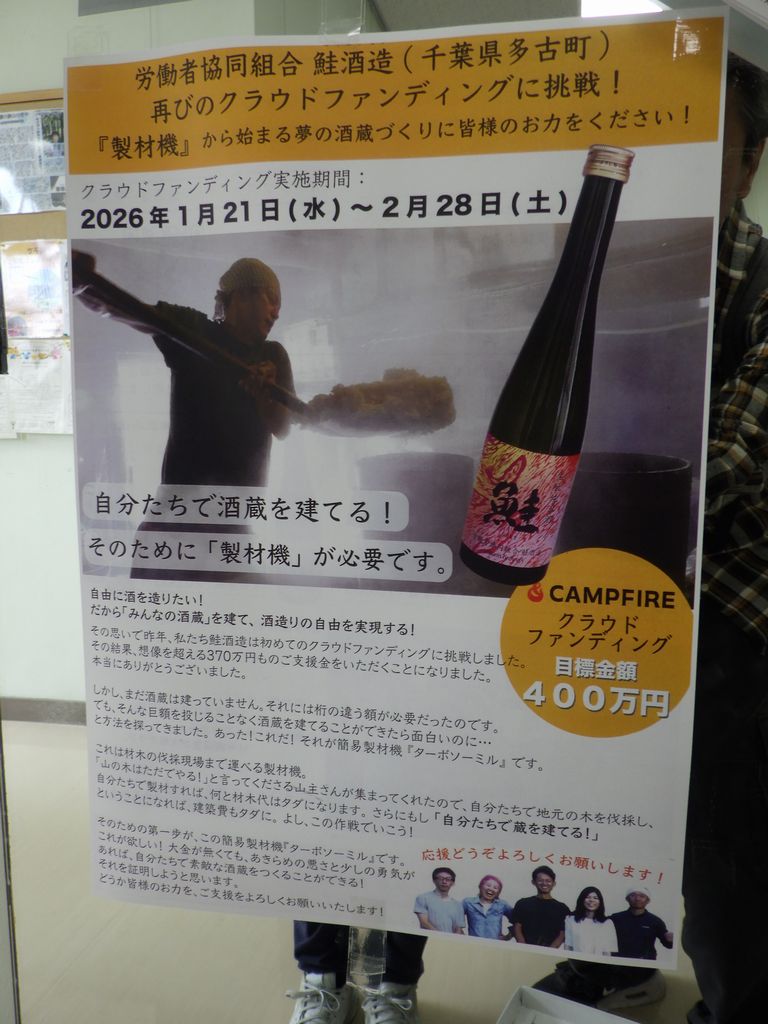 労働者協同組合 鮭酒造(千葉県多古町)
再びのクラウドファンディングに挑戦!
『製材機』から始まる夢の酒蔵づくりに皆様のお力をください!
クラウドファンディング実施期間:
2026年1月21日(水)〜2月28日(土)
鮭
自分たちで酒蔵を建てる!
そのために「製材機」が必要です。
CAMPFIRE
クラウド
ファンディング
目標金額
400万円
自由に酒を造りたい!
だから「みんなの酒蔵」を建て、酒造りの自由を実現する!
その思いで昨年、私たち鮭酒造は初めてのクラウドファンディングに挑戦しました。
その結果、想像を超える370万円ものご支援金をいただくことになりました。
本当にありがとうございました。
しかし、まだ酒蔵は建っていません。それには桁の違う額が必要だったのです。
でも、そんな巨額を投じることなく酒蔵を建てることができたら面白いのに…
と方法を探ってきました。あった!これだ! それが簡易製材機『ターボソーミル』です。
これは材木の伐採現場まで運べる製材機。
「山の木はただでやる!」と言ってくださる山主さんが集まってくれたので、自分たちで地元の木を伐採し、
自分たちで製材すれば、何と材木代はタダになります。さらにもし「自分たちで蔵を建てる!」
ということになれば、建築費もタダに。よし、この作戦でいこう!
そのための第一歩が、この簡易製材機『ターボソーミル』です。
これが欲しい! 大金が無くても、あきらめの悪さと少しの勇気が
あれば、自分たちで素敵な酒蔵をつくることができる!
それを証明しようと思います。
どうか皆様のお力を、ご支援をよろしくお願いいたします!
応援どうぞよろしくお願いします!